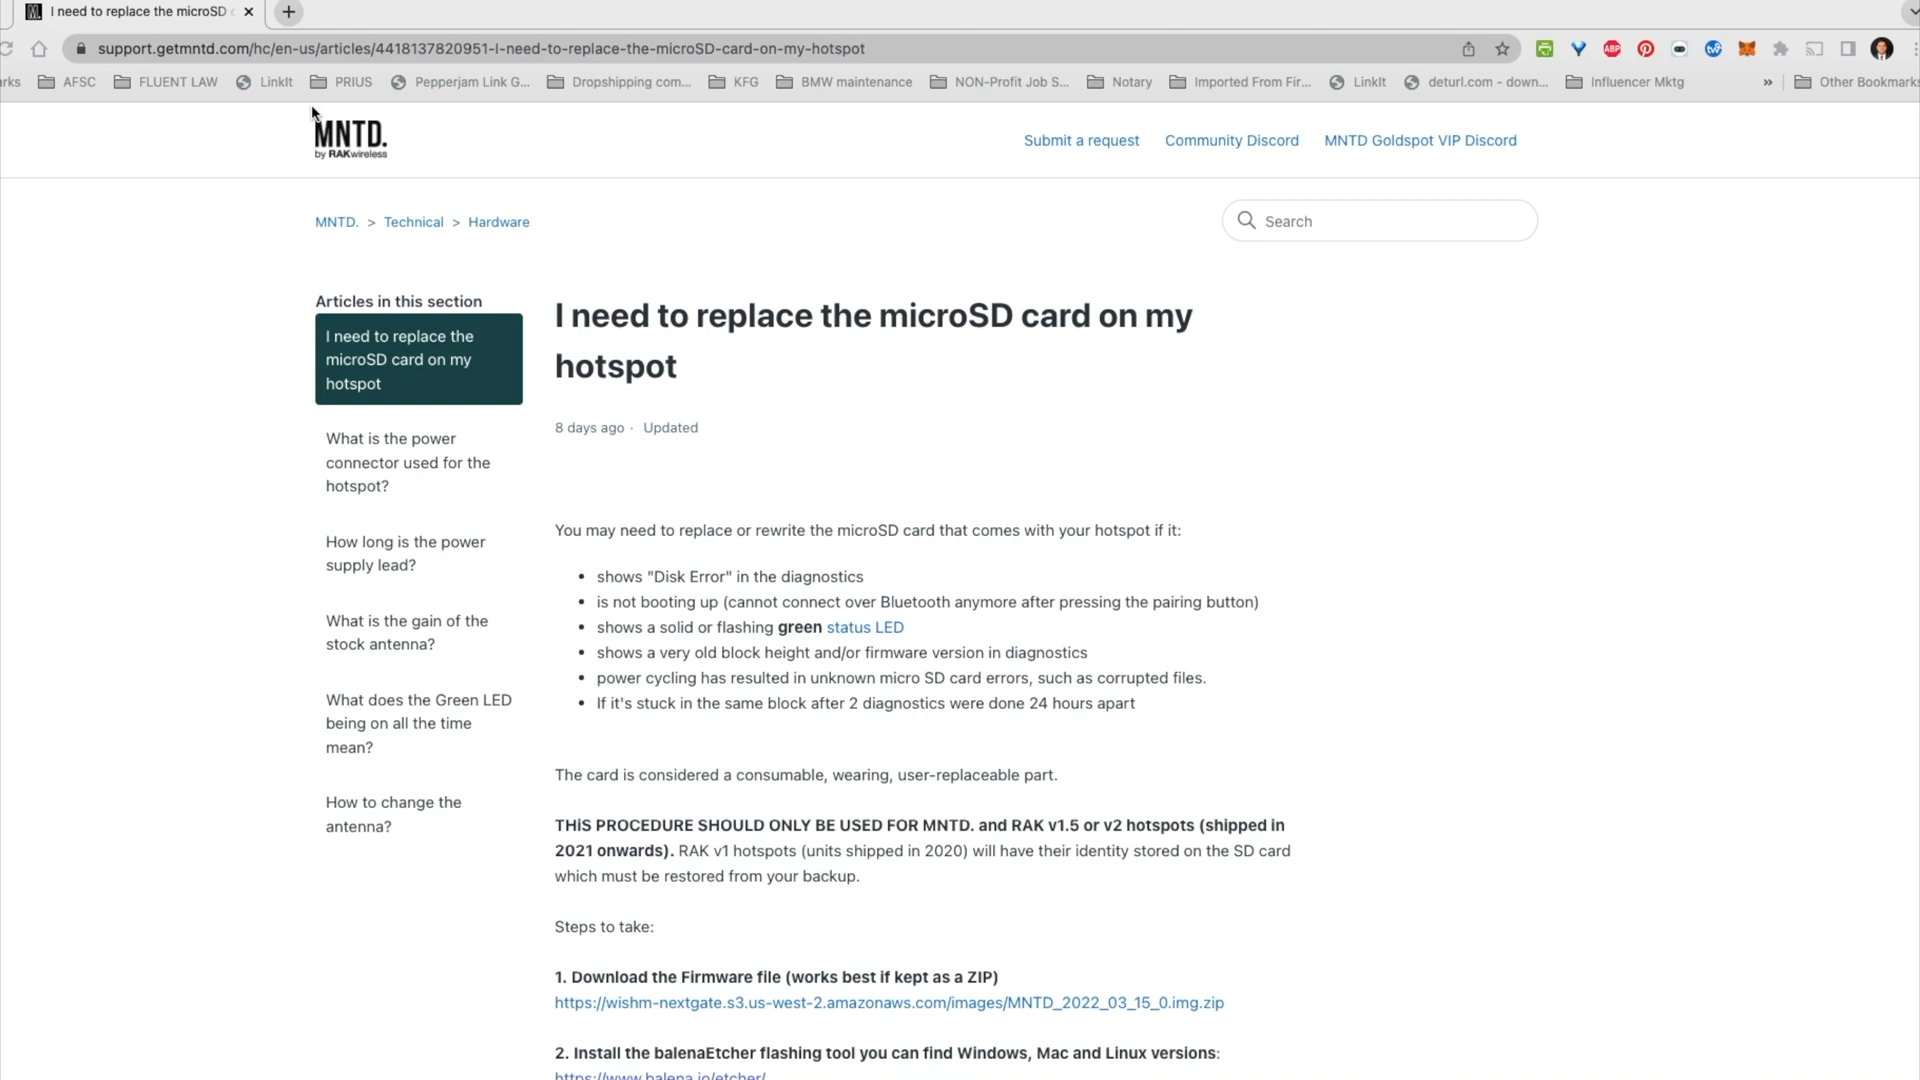 I need to replace the microSD
support.getmntd.com/hc/en-us/articles/4418137820951-I-need-to-replace-the-microSD-card-on-my-hotspot
ABP
AFSC
FLUENT LAW
LinkIt
PRIUS
Pepperjam Link G...
Dropshipping com...
KFG
BMW maintenance
NON-Profit Job S...
Notary
Imported From Fir...
LinkIt
deturl.com - down...
Influencer Mktg
»
Other Bookmarks
MNTD.
by RAKwireless
Submit a request
Community Discord
MNTD Goldspot VIP Discord
MNTD. > Technical > Hardware
Search
Articles in this section
I need to replace the
microSD card on my
hotspot
What is the power
connector used for the
hotspot?
How long is the power
supply lead?
What is the gain of the
stock antenna?
What does the Green LED
being on all the time
mean?
How to change the
antenna?
I need to replace the microSD card on my
hotspot
8 days ago · Updated
You may need to replace or rewrite the microSD card that comes with your hotspot if it:
• shows "Disk Error" in the diagnostics
• is not booting up (cannot connect over Bluetooth anymore after pressing the pairing button)
• shows a solid or flashing green status LED
• shows a very old block height and/or firmware version in diagnostics
• power cycling has resulted in unknown micro SD card errors, such as corrupted files.
• If it's stuck in the same block after 2 diagnostics were done 24 hours apart
The card is considered a consumable, wearing, user-replaceable part.
THiS PROCEDURE SHOULD ONLY BE USED FOR MNTD. and RAK v1.5 or v2 hotspots (shipped in
2021 onwards). RAK v1 hotspots (units shipped in 2020) will have their identity stored on the SD card
which must be restored from your backup.
Steps to take:
1. Download the Firmware file (works best if kept as a ZIP)
https://wishm-nextgate.s3.us-west-2.amazonaws.com/images/MNTD_2022_03_15_0.img.zip
2. Install the balenaEtcher flashing tool you can find Windows, Mac and Linux versions:
https://www.balena.io/etcher/